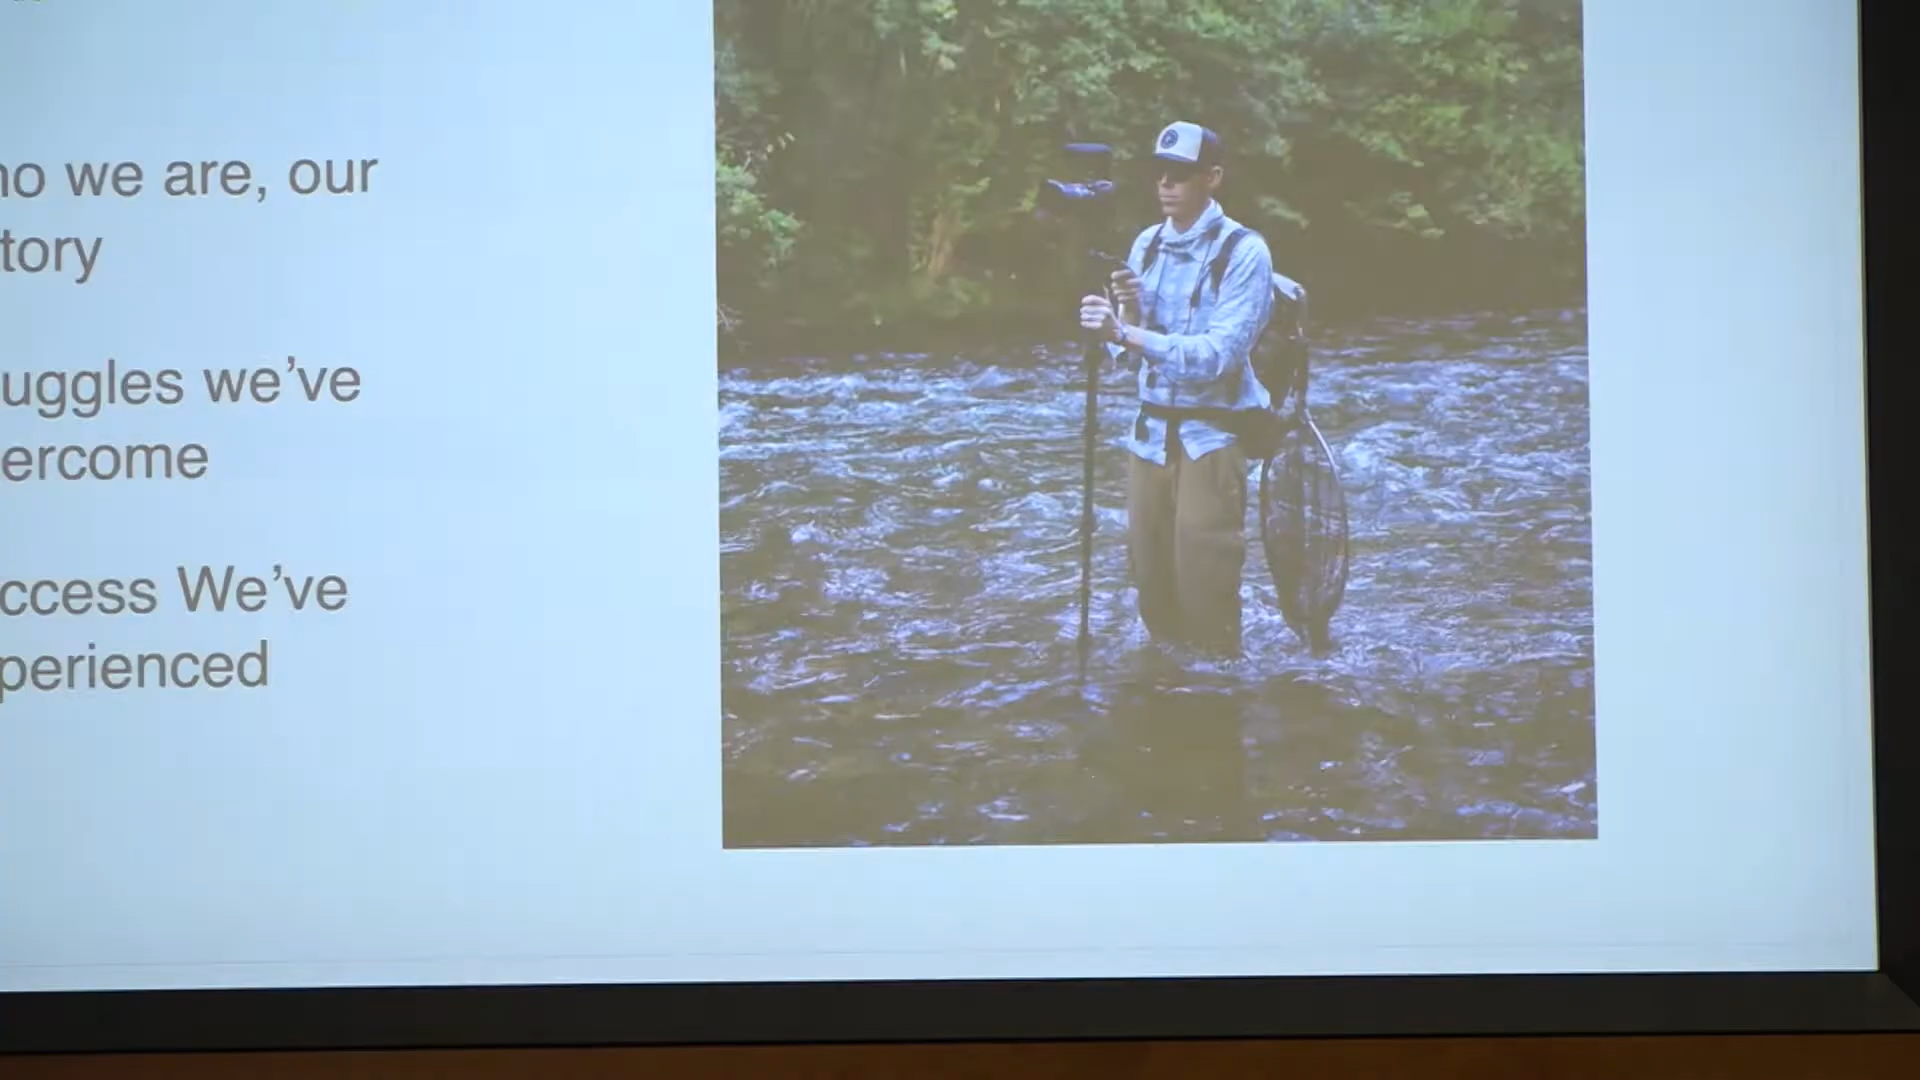 ho we are, our
tory
uggles we've
ercome
ccess We've
perienced